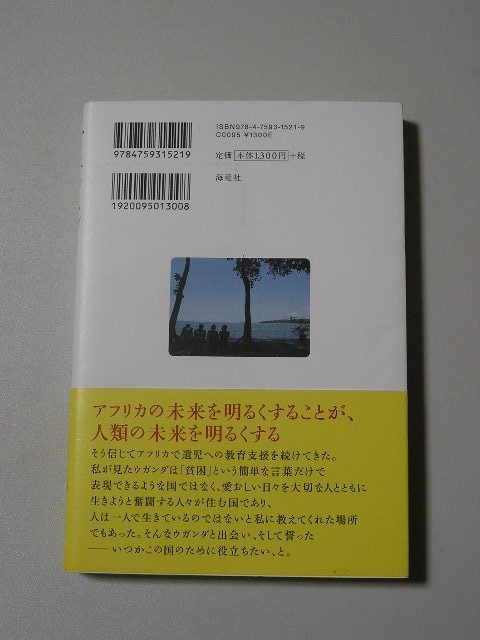 ISBN978-4-7593-1521-9
C0095 ¥1300E
9784759315219
定価 本体1,300円 +税
海竜社
1920095013008
アフリカの未来を明るくすることが、
人類の未来を明るくする
そう信じてアフリカで遺児への教育支援を続けてきた。
私が見たウガンダは「貧困」という簡単な言葉だけで
表現できるような国ではなく、愛おしい日々を大切な人とともに
生きようと奮闘する人々が住む国であり、
人は一人で生きているのではないと私に教えてくれた場所
でもあった。そんなウガンダと出会い、そして誓った
——いつかこの国のために役立ちたい、と。